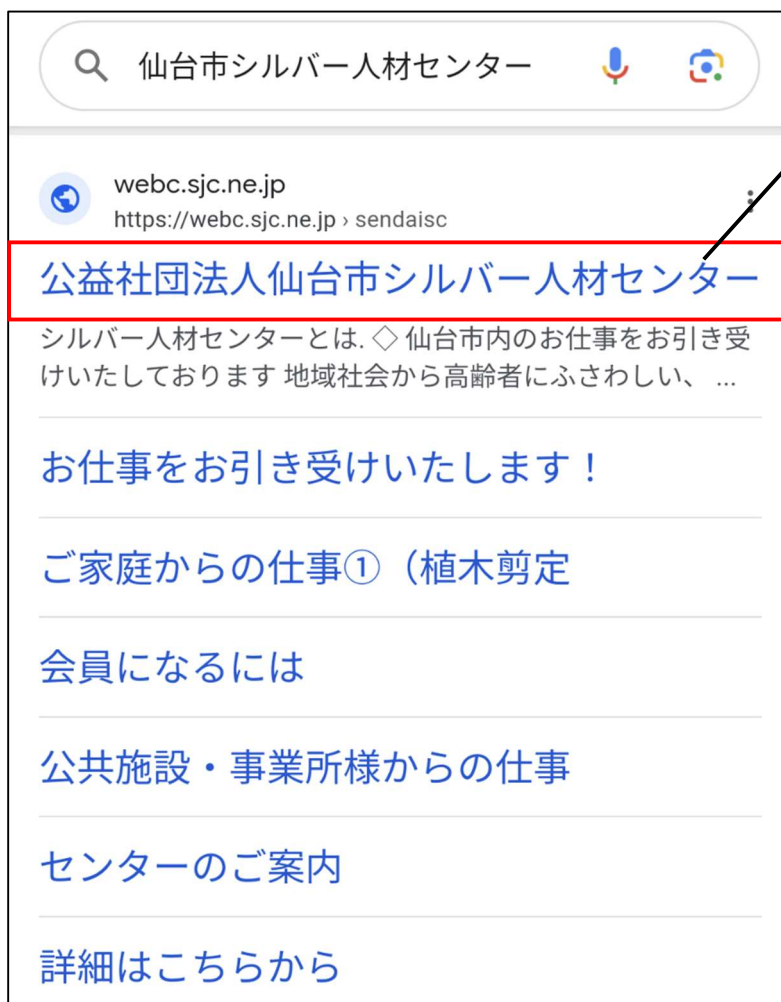 仙台市シルバー人材センター
webc.sjc.ne.jp
https://webc.sjc.ne.jp › sendaisc
公益社団法人仙台市シルバー人材センター
シルバー人材センターとは. ◇ 仙台市内のお仕事をお引き受
けいたしております 地域社会から高齢者にふさわしい、 ...
お仕事をお引き受けいたします！
ご家庭からの仕事①（植木剪定
会員になるには
公共施設・事業所様からの仕事
センターのご案内
詳細はこちらから